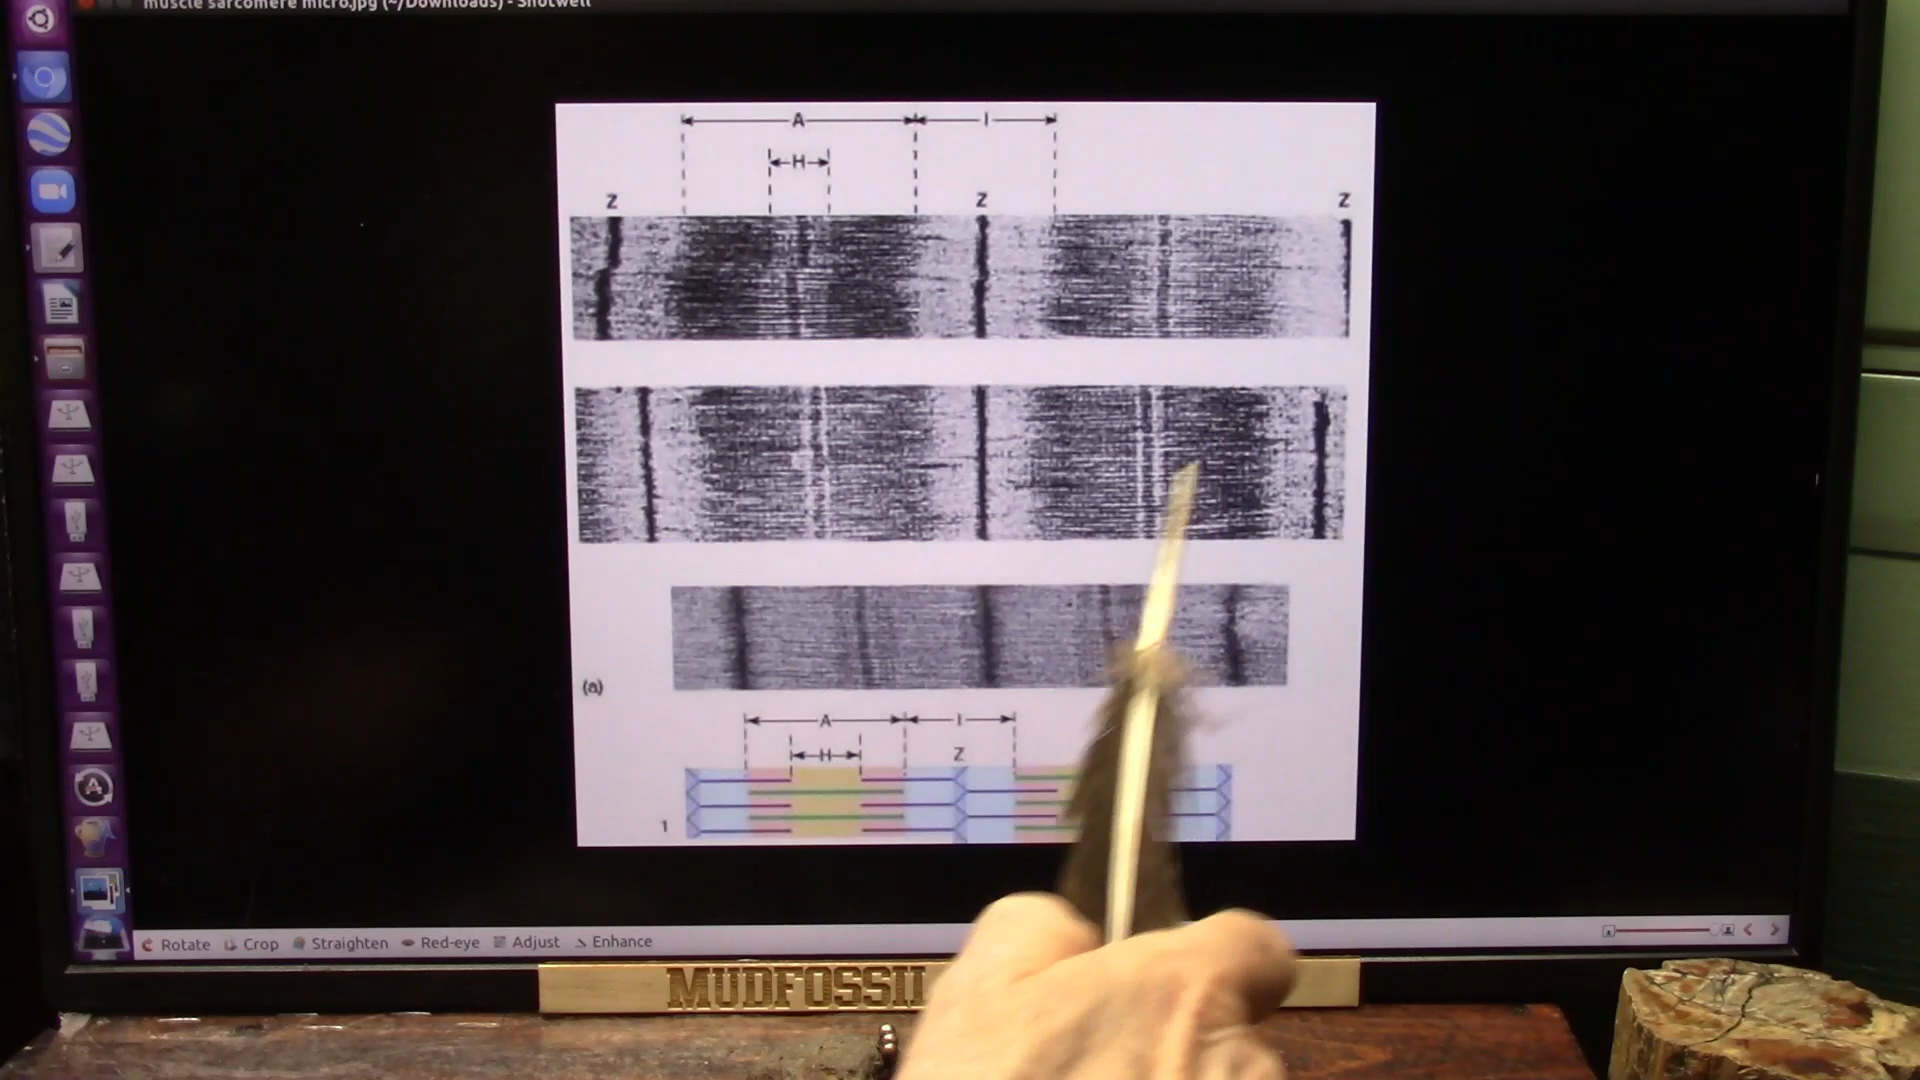 muscle sarcomere micro.jpg (~/Downloads) - Shotwell
A I
H
Z Z Z
(a)
A I
H Z
1
Rotate Crop Straighten Red-eye Adjust Enhance
MUDFOSSIL